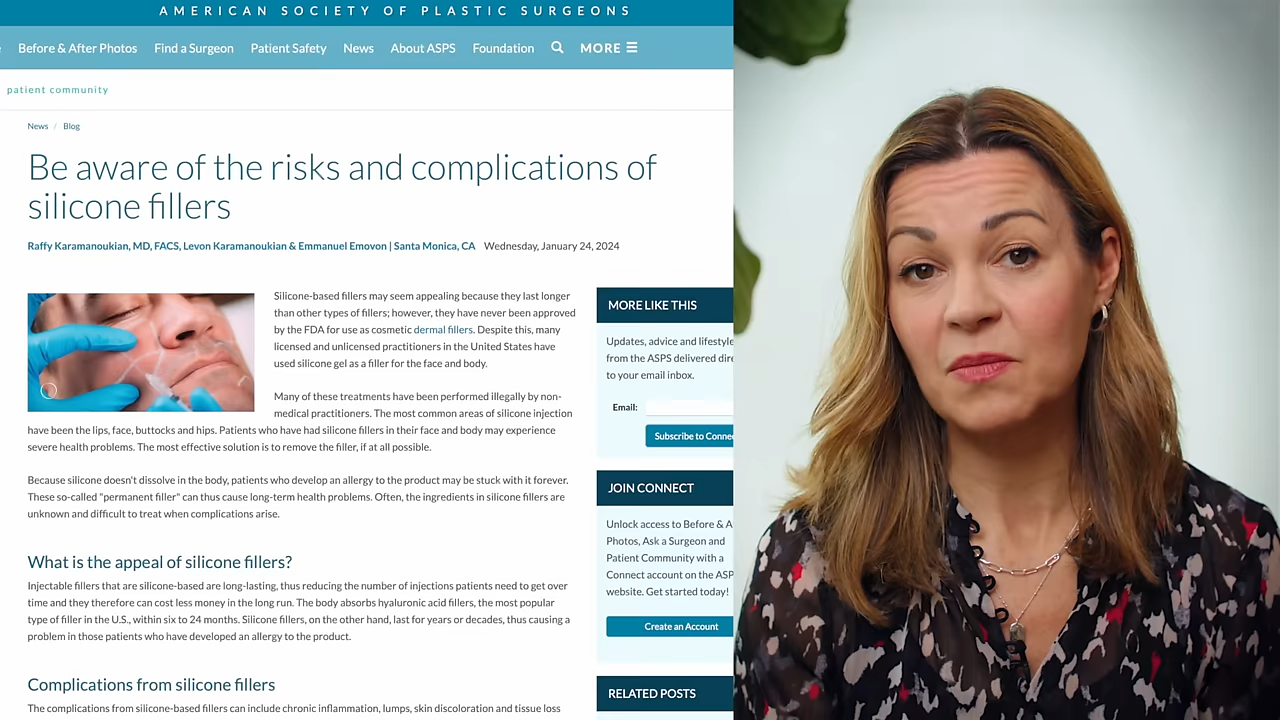 AMERICAN SOCIETY OF PLASTIC SURGEONS
Before & After Photos Find a Surgeon Patient Safety News About ASPS Foundation MORE
patient community
News / Blog
Be aware of the risks and complications of
silicone fillers
Raffy Karamanoukian, MD, FACS, Levon Karamanoukian & Emmanuel Emovon | Santa Monica, CA Wednesday, January 24, 2024
Silicone-based fillers may seem appealing because they last longer
than other types of fillers; however, they have never been approved
by the FDA for use as cosmetic dermal fillers. Despite this, many
licensed and unlicensed practitioners in the United States have
used silicone gel as a filler for the face and body.
Many of these treatments have been performed illegally by non-
medical practitioners. The most common areas of silicone injection
have been the lips, face, buttocks and hips. Patients who have had silicone fillers in their face and body may experience
severe health problems. The most effective solution is to remove the filler, if at all possible.
Because silicone doesn't dissolve in the body, patients who develop an allergy to the product may be stuck with it forever.
These so-called "permanent filler" can thus cause long-term health problems. Often, the ingredients in silicone fillers are
unknown and difficult to treat when complications arise.
What is the appeal of silicone fillers?
Injectable fillers that are silicone-based are long-lasting, thus reducing the number of injections patients need to get over
time and they therefore can cost less money in the long run. The body absorbs hyaluronic acid fillers, the most popular
type of filler in the U.S., within six to 24 months. Silicone fillers, on the other hand, last for years or decades, thus causing a
problem in those patients who have developed an allergy to the product.
Complications from silicone fillers
The complications from silicone-based fillers can include chronic inflammation, lumps, skin discoloration and tissue loss
MORE LIKE THIS
Updates, advice and lifestyle
from the ASPS delivered dire
to your email inbox.
Email:
Subscribe to Conne
JOIN CONNECT
Unlock access to Before & A
Photos, Ask a Surgeon and
Patient Community with a
Connect account on the ASP
website. Get started today!
Create an Account
RELATED POSTS